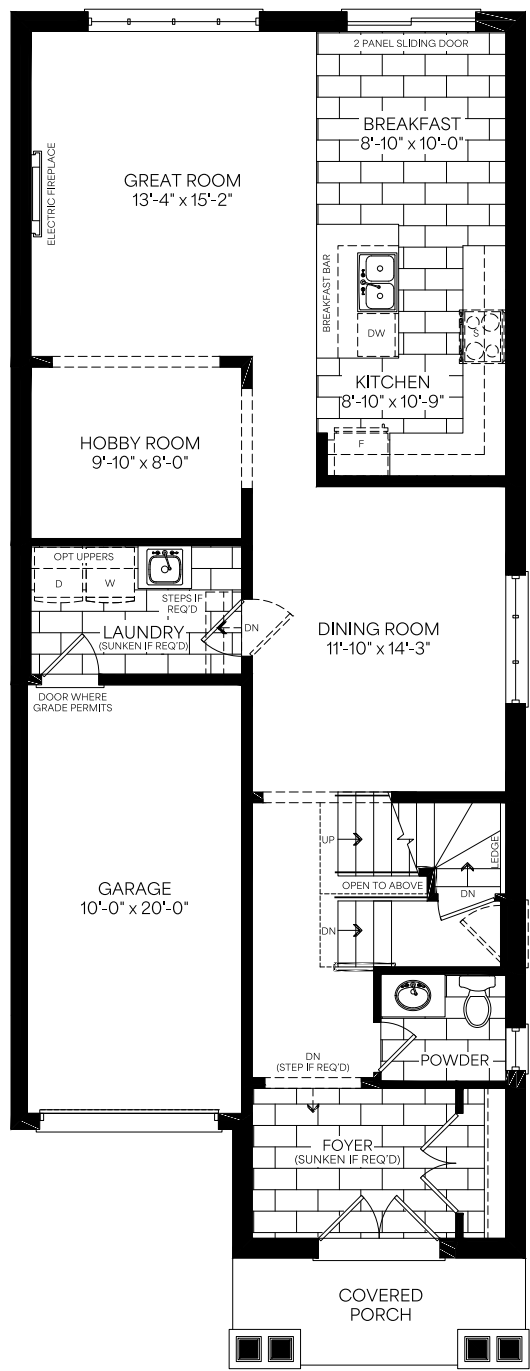 2 PANEL SLIDING DOOR
BREAKFAST
8'-10" x 10'-0"
GREAT ROOM
13'-4" x 15'-2"
ELECTRIC FIREPLACE
BREAKFAST BAR
DW
S
KITCHEN
8'-10" x 10'-9"
F
HOBBY ROOM
9'-10" x 8'-0"
OPT UPPERS
D
W
STEPS IF
REQ'D
LAUNDRY
(SUNKEN IF REQ'D)
DN
DINING ROOM
11'-10" x 14'-3"
DOOR WHERE
GRADE PERMITS
UP
LEDGE
OPEN TO ABOVE
DN
GARAGE
10'-0" x 20'-0"
DN
DN
(STEP IF REQ'D)
POWDER
FOYER
(SUNKEN IF REQ'D)
COVERED
PORCH